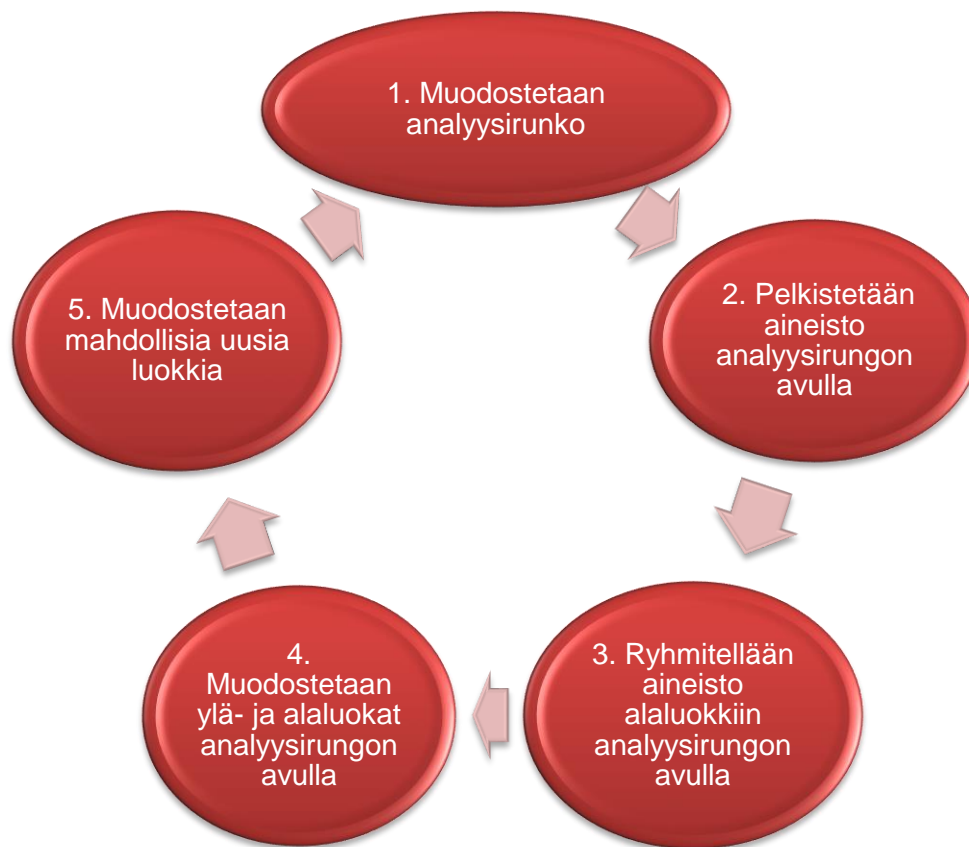 1. Muodostetaan
analyysirunko
2. Pelkistetään
aineisto
analyysirungon
avulla
3. Ryhmitellään
aineisto
alaluokkiin
analyysirungon
avulla
4.
Muodostetaan
ylä- ja alaluokat
analyysirungon
avulla
5. Muodostetaan
mahdollisia uusia
luokkia